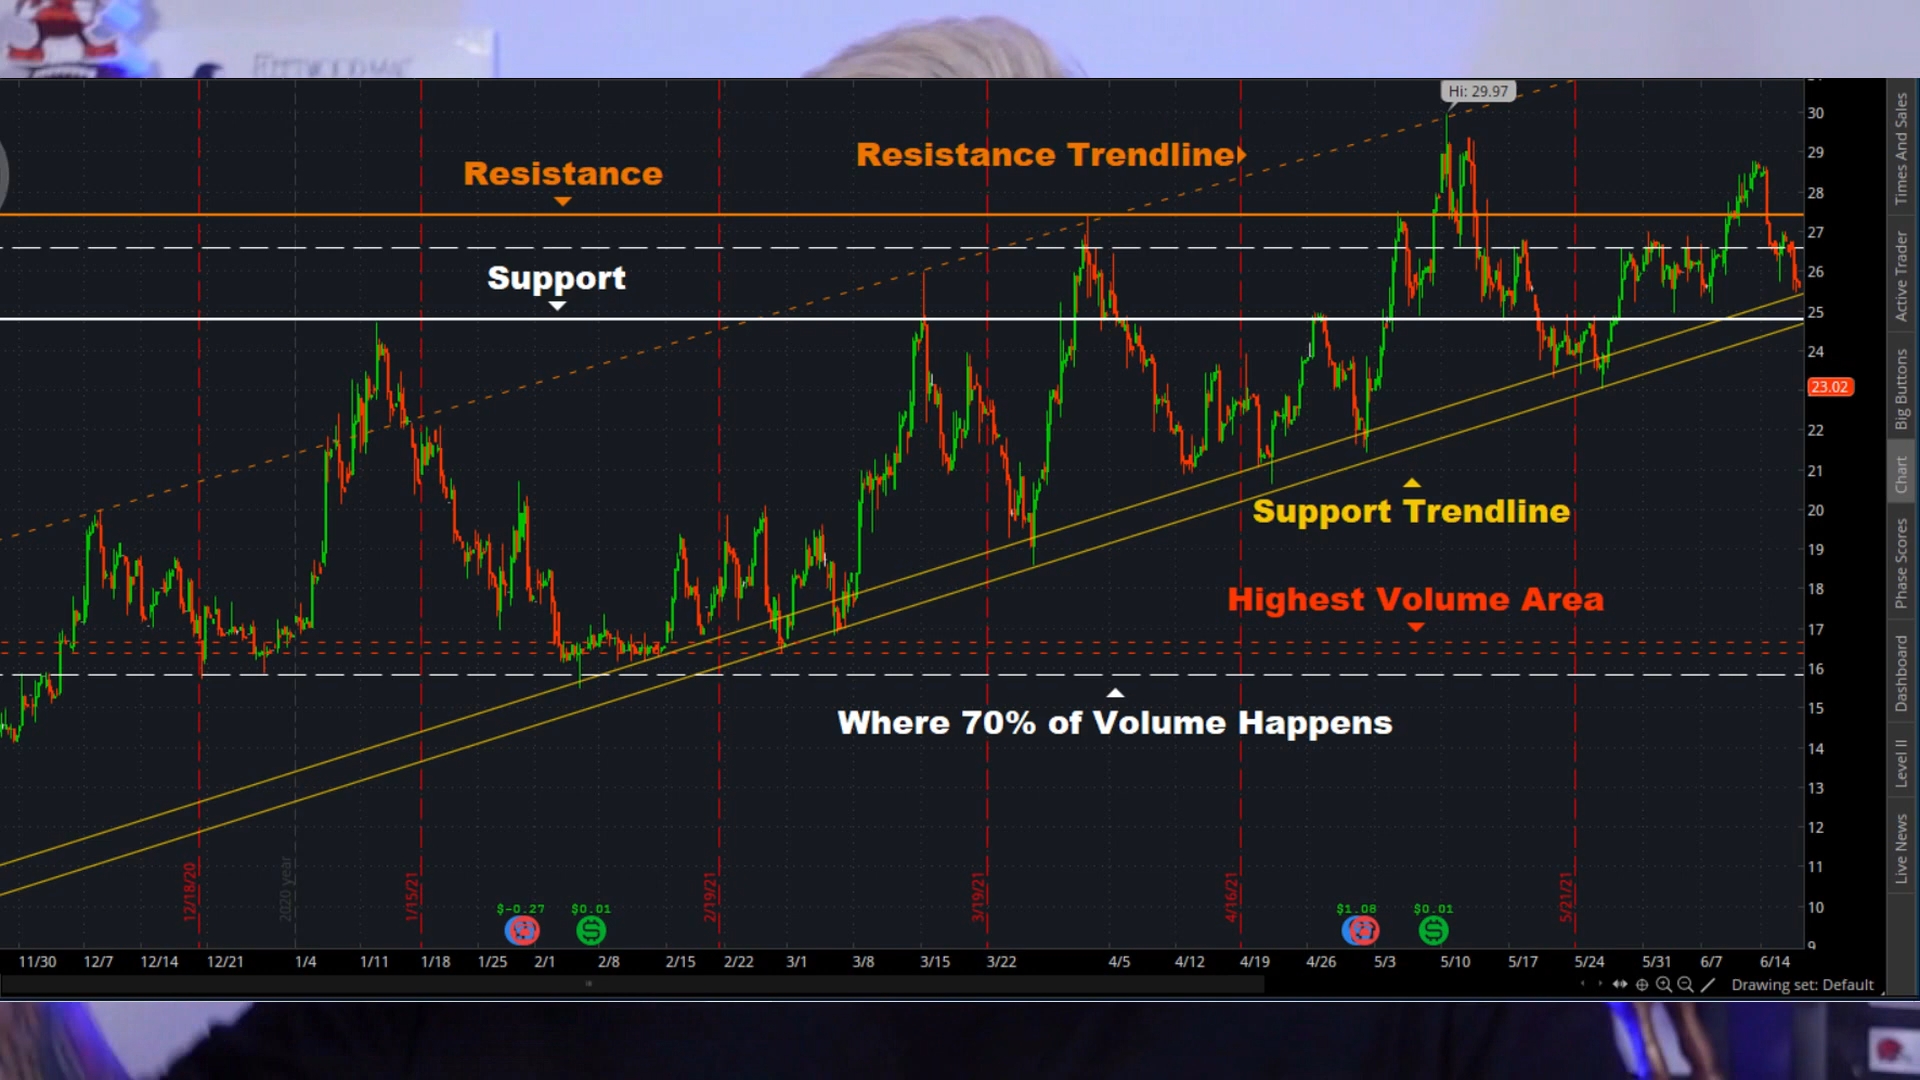 Hi: 29.97
Resistance Trendline
Resistance
Support
Support Trendline
Highest Volume Area
Where 70% of Volume Happens
30
29
28
27
26
25
24
23.02
22
21
20
19
18
17
16
15
14
13
12
11
10
9
Times And Sales
Active Trader
Big Buttons
Chart
Phase Scores
Dashboard
Level II
Live News
12/18/20
2020 year
1/15/21
2/19/21
3/19/21
4/16/21
5/21/21
$-0.27
$0.01
$1.08
$0.01
11/30 12/7 12/14 12/21 1/4 1/11 1/18 1/25 2/1 2/8 2/15 2/22 3/1 3/8 3/15 3/22 4/5 4/12 4/19 4/26 5/3 5/10 5/17 5/24 5/31 6/7 6/14
Drawing set: Default